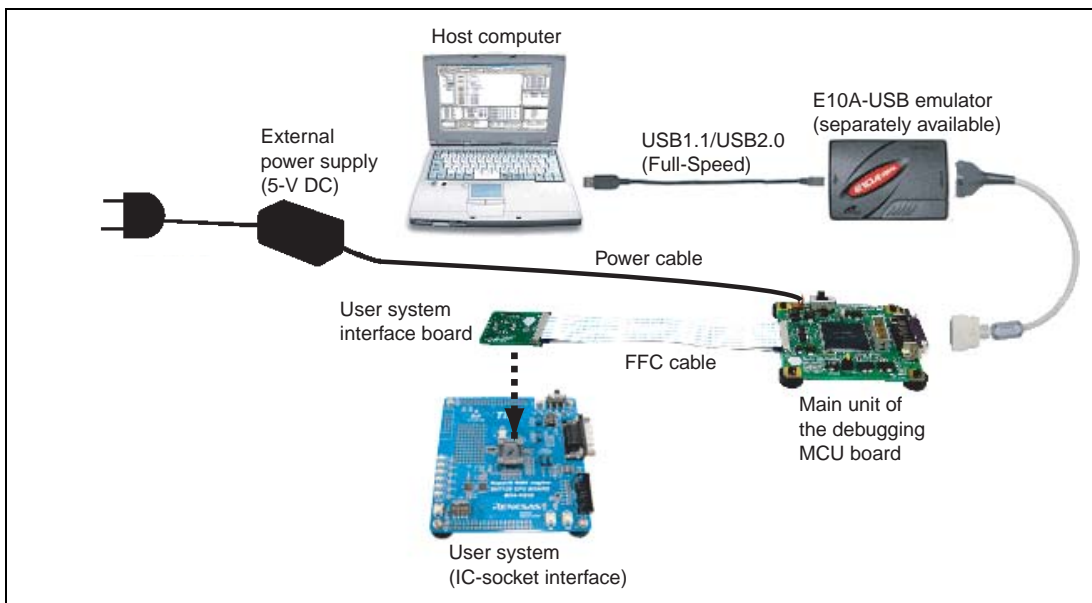 Host computer
E10A-USB emulator
(separately available)
External
power supply
(5-V DC)
USB1.1/USB2.0
(Full-Speed)
E10A
Power cable
User system
interface board
FFC cable
Main unit of
the debugging
MCU board
RENESAS
User system
(IC-socket interface)